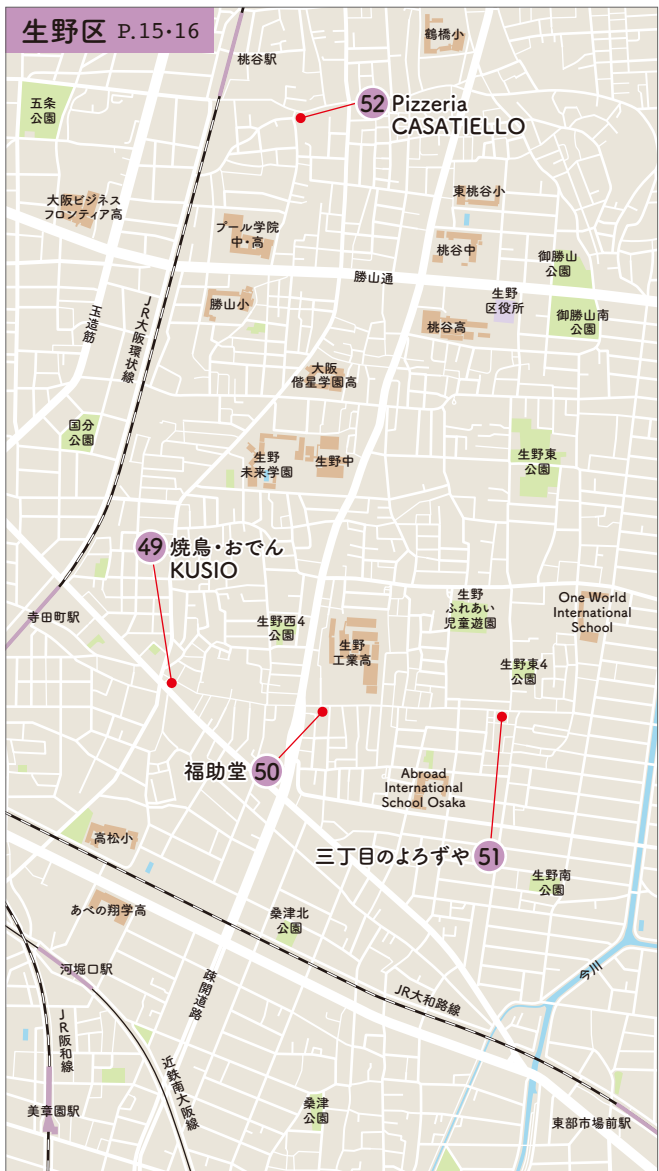 生野区 P.15・16
鶴橋小
桃谷駅
五条
公園
52 Pizzeria
CASATIELLO
大阪ビジネス
フロンティア高
東桃谷小
プール学院
中・高
桃谷中
御勝山
公園
勝山通
勝山小
生野
区役所
御勝山南
公園
桃谷高
玉造筋
JR大阪環状線
大阪
偕星学園高
国分
公園
生野
未来学園
生野中
生野東
公園
49 焼鳥・おでん
KUSIO
寺田町駅
生野西4
公園
生野
工業高
生野
ふれあい
児童遊園
One World
International
School
生野東4
公園
福助堂 50
Abroad
International
School Osaka
高松小
三丁目のよろずや 51
生野南
公園
あべの翔学高
桑津北
公園
河堀口駅
疎開道路
JR大和路線
今川
JR阪和線
近鉄南大阪線
美章園駅
桑津
公園
東部市場前駅